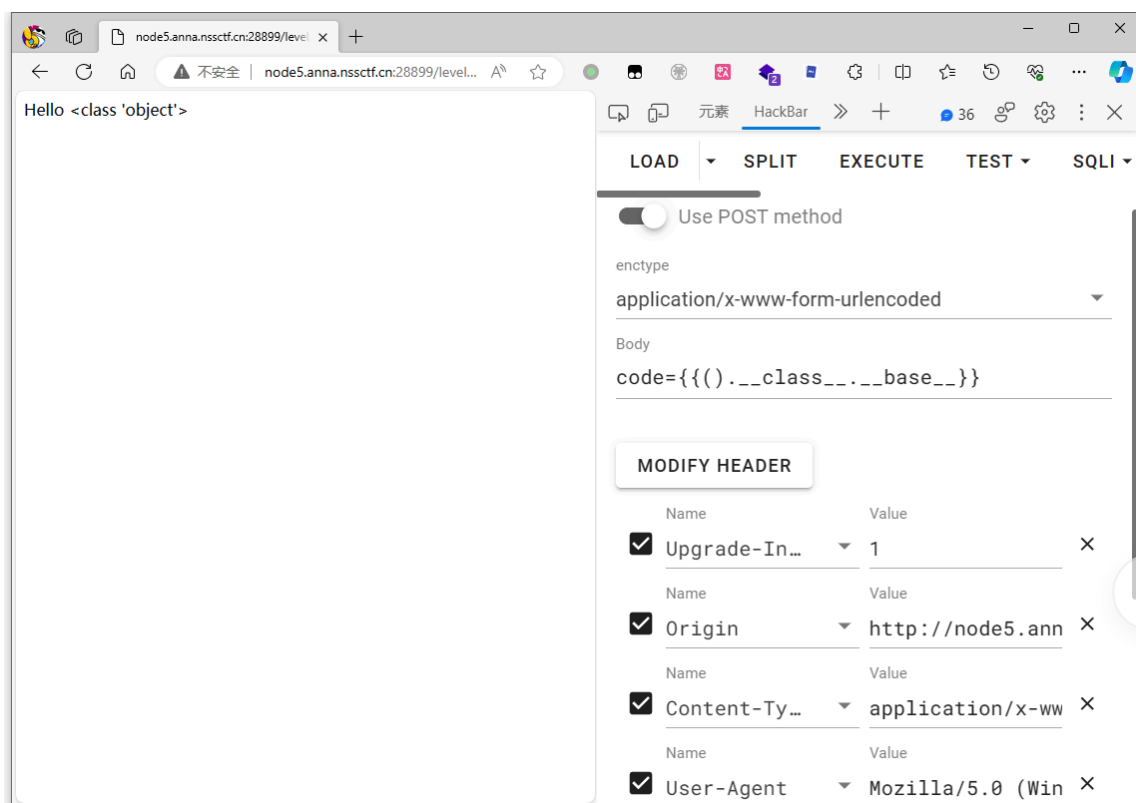 node5.anna.nssctf.cn:28899/leve
不安全 node5.anna.nssctf.cn:28899/level... A
2
Hello <class 'object'>
元素 HackBar 36
LOAD SPLIT EXECUTE TEST SQLI
Use POST method
enctype
application/x-www-form-urlencoded
Body
code={{().__class__.__base__}}
MODIFY HEADER
Name Value
Upgrade-In... 1
Name Value
Origin http://node5.ann
Name Value
Content-Ty... application/x-ww
Name Value
User-Agent Mozilla/5.0 (Win